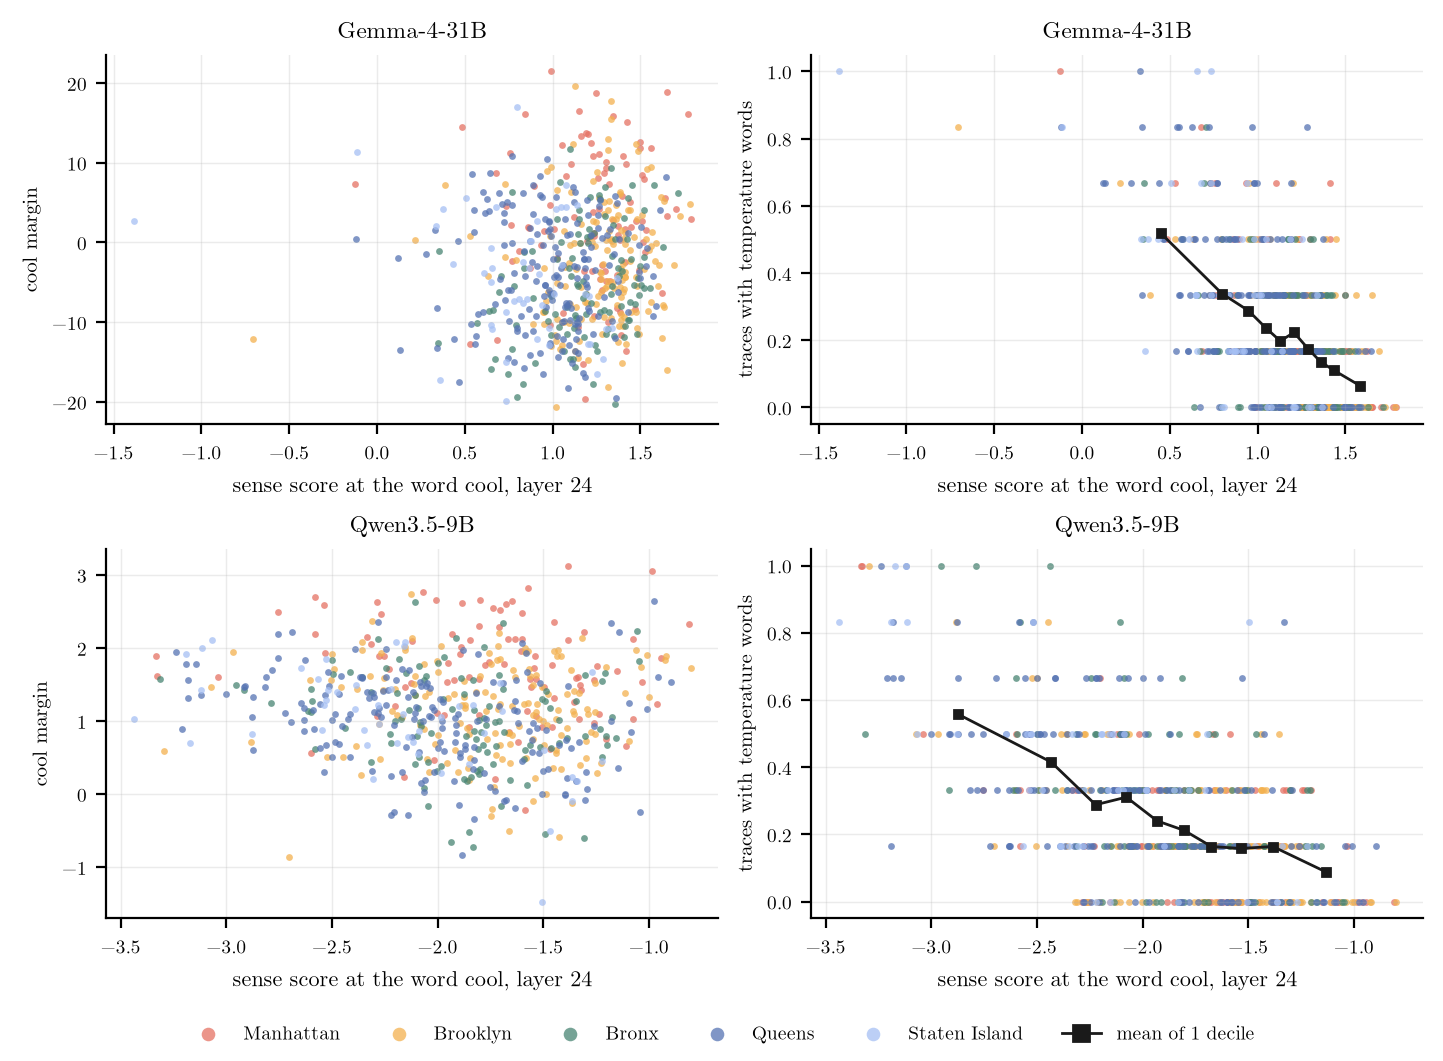 Gemma-4-31B
20
10
0
−10
−20
cool margin
−1.5 −1.0 −0.5 0.0 0.5 1.0 1.5
sense score at the word cool, layer 24
Gemma-4-31B
1.0
0.8
0.6
0.4
0.2
0.0
traces with temperature words
−1.5 −1.0 −0.5 0.0 0.5 1.0 1.5
sense score at the word cool, layer 24
Qwen3.5-9B
3
2
1
0
−1
cool margin
−3.5 −3.0 −2.5 −2.0 −1.5 −1.0
sense score at the word cool, layer 24
Qwen3.5-9B
1.0
0.8
0.6
0.4
0.2
0.0
traces with temperature words
−3.5 −3.0 −2.5 −2.0 −1.5 −1.0
sense score at the word cool, layer 24
Manhattan Brooklyn Bronx Queens Staten Island mean of 1 decile